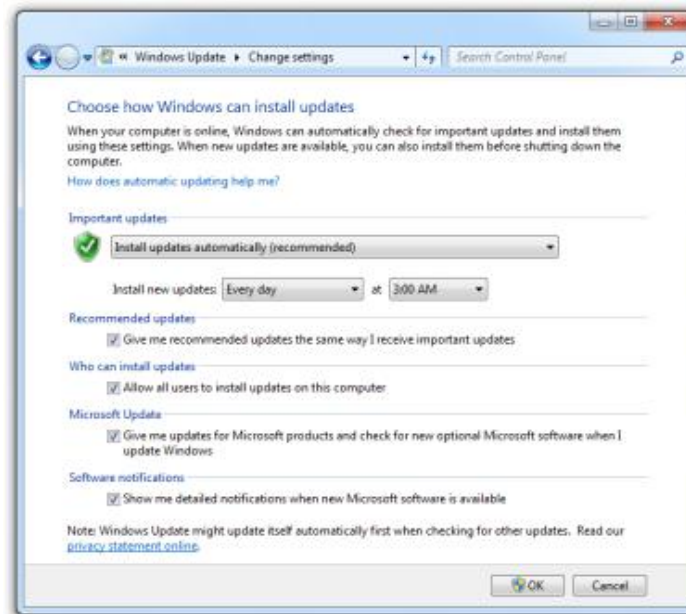 Windows Update ▸ Change settings
Search Control Panel
Choose how Windows can install updates
When your computer is online, Windows can automatically check for important updates and install them
using these settings. When new updates are available, you can also install them before shutting down the
computer.
How does automatic updating help me?
Important updates
Install updates automatically (recommended)
Install new updates: Every day at 3:00 AM
Recommended updates
Give me recommended updates the same way I receive important updates
Who can install updates
Allow all users to install updates on this computer
Microsoft Update
Give me updates for Microsoft products and check for new optional Microsoft software when I
update Windows
Software notifications
Show me detailed notifications when new Microsoft software is available
Note: Windows Update might update itself automatically first when checking for other updates. Read our
privacy statement online.
OK Cancel